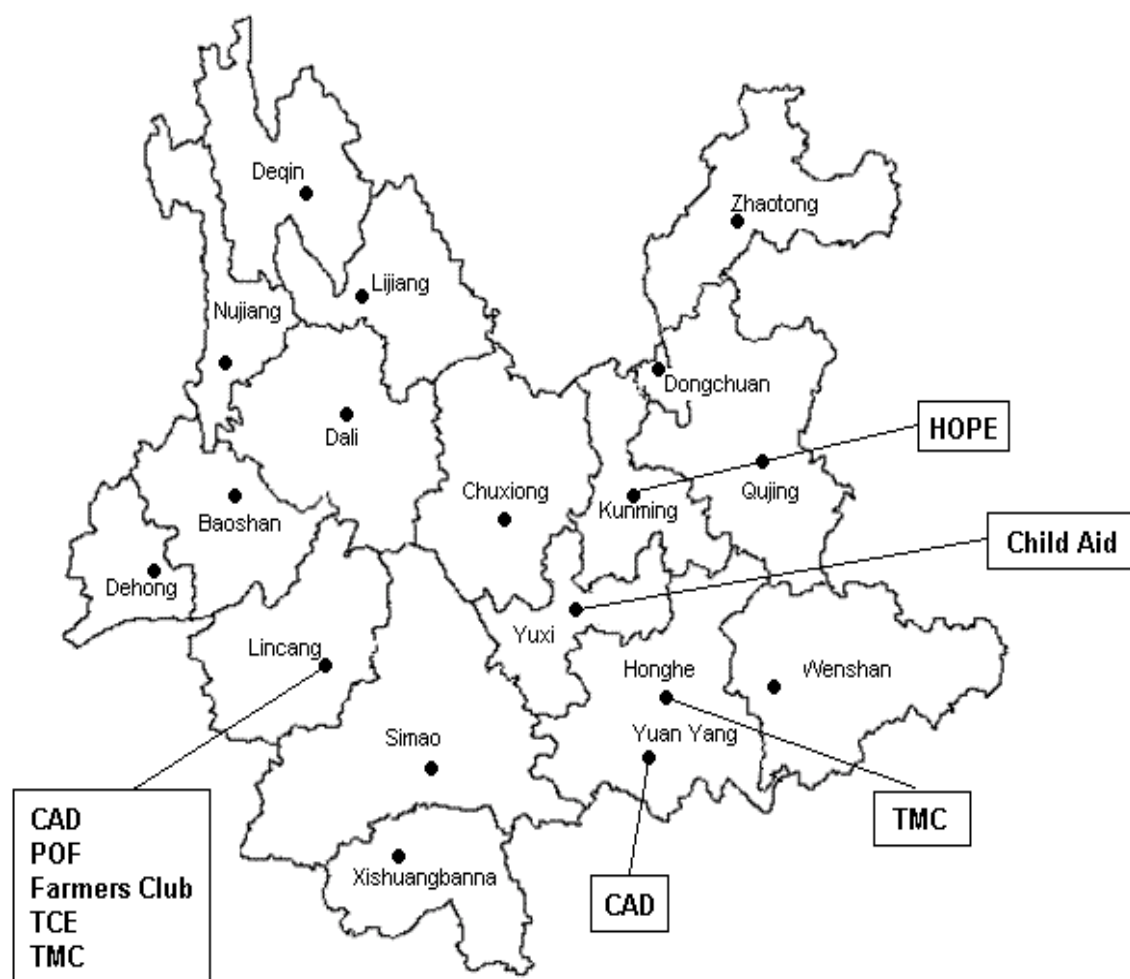 Deqin
Zhaotong
Lijiang
Nujiang
Dongchuan
Dali
HOPE
Chuxiong
Kunming
Qujing
Baoshan
Child Aid
Dehong
Yuxi
Lincang
Honghe
Wenshan
Simao
Yuan Yang
CAD
POF
Farmers Club
TCE
TMC
TMC
Xishuangbanna
CAD